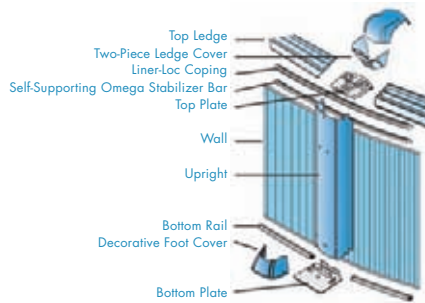 Top Ledge
Two-Piece Ledge Cover
Liner-Loc Coping
Self-Supporting Omega Stabilizer Bar
Top Plate
Wall
Upright
Bottom Rail
Decorative Foot Cover
Bottom Plate